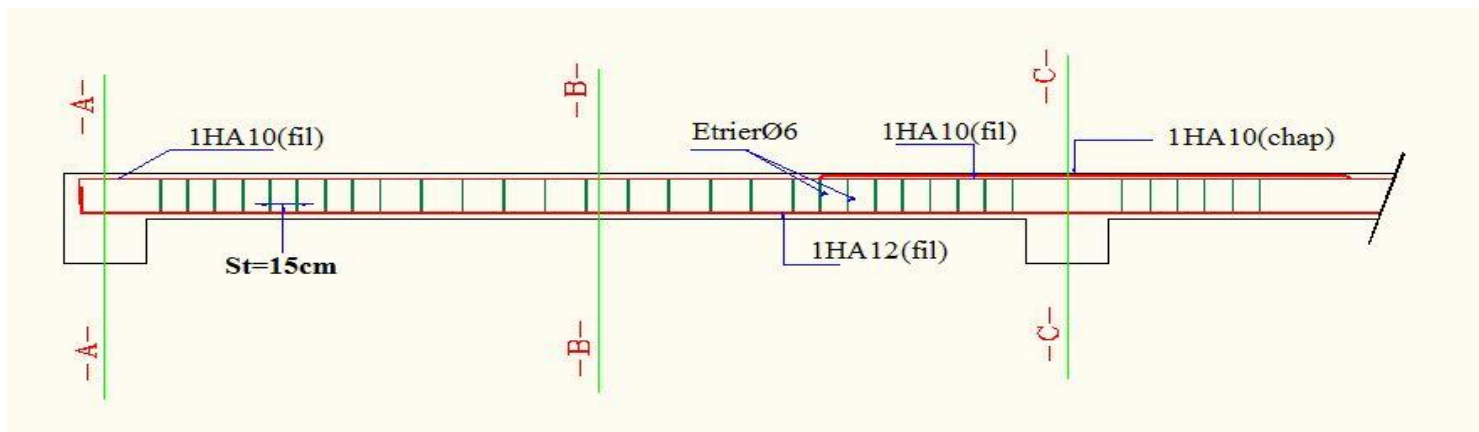 -A-
-B-
-C-
1HA10(fil)
EtrierØ6
1HA10(fil)
1HA10(chap)
St=15cm
1HA12(fil)
-A-
-B-
-C-